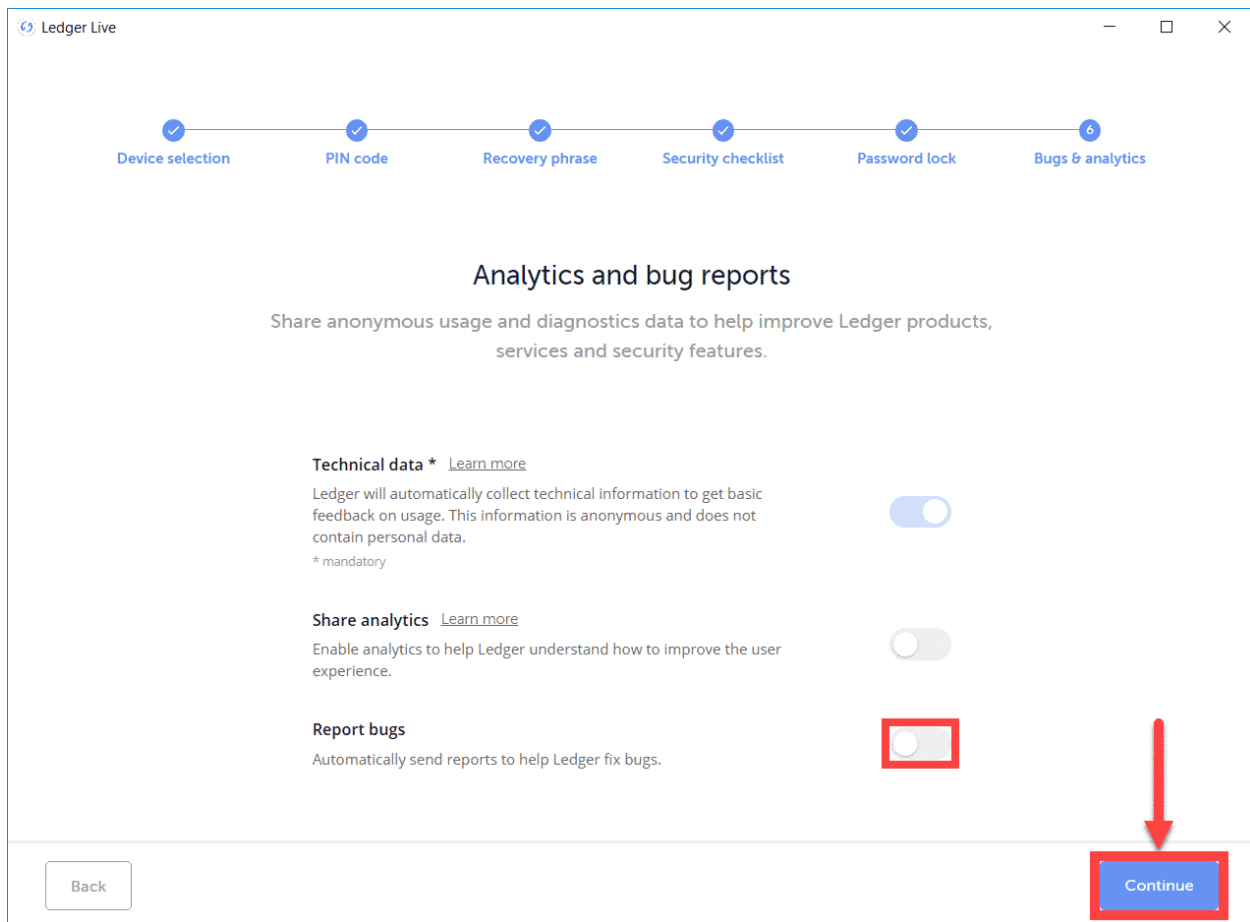 Ledger Live
Device selection
PIN code
Recovery phrase
Security checklist
Password lock
6
Bugs & analytics
Analytics and bug reports
Share anonymous usage and diagnostics data to help improve Ledger products,
services and security features.
Technical data * Learn more
Ledger will automatically collect technical information to get basic
feedback on usage. This information is anonymous and does not
contain personal data.
* mandatory
Share analytics Learn more
Enable analytics to help Ledger understand how to improve the user
experience.
Report bugs
Automatically send reports to help Ledger fix bugs.
Back
Continue